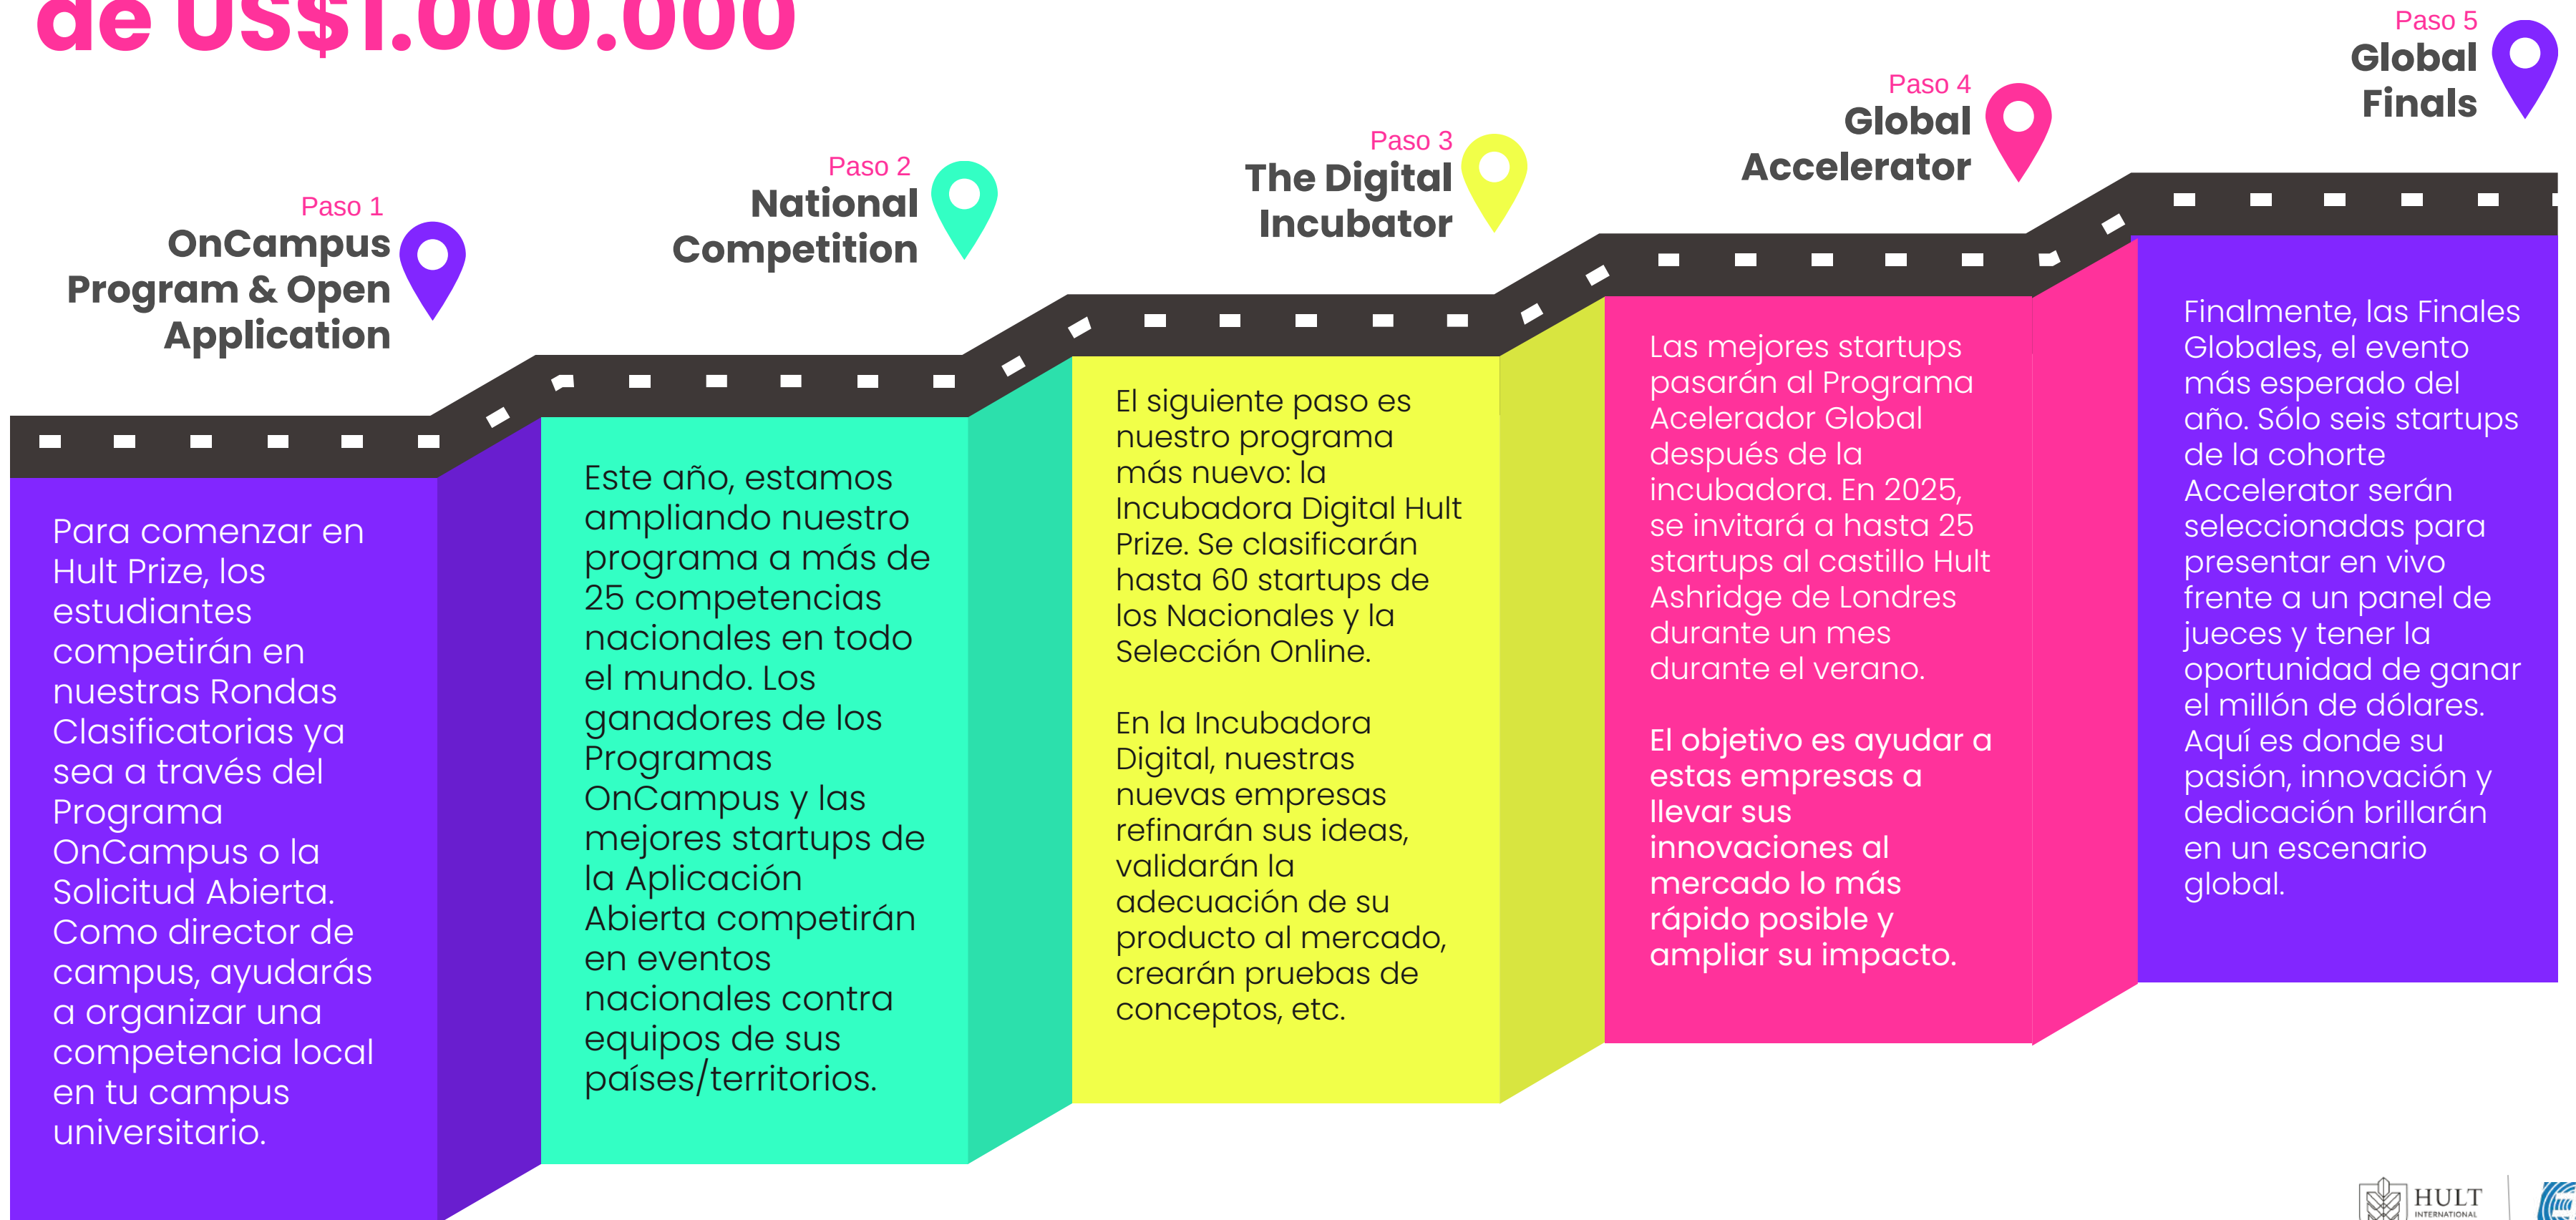 de US$1.000.000
Paso 1
OnCampus
Program & Open
Application
Para comenzar en
Hult Prize, los
estudiantes
competirán en
nuestras Rondas
Clasificatorias ya
sea a través del
Programa
OnCampus o la
Solicitud Abierta.
Como director de
campus, ayudarás
a organizar una
competencia local
en tu campus
universitario.
Paso 2
National
Competition
Este año, estamos
ampliando nuestro
programa a más de
25 competencias
nacionales en todo
el mundo. Los
ganadores de los
Programas
OnCampus y las
mejores startups de
la Aplicación
Abierta competirán
en eventos
nacionales contra
equipos de sus
países/territorios.
Paso 3
The Digital
Incubator
El siguiente paso es
nuestro programa
más nuevo: la
Incubadora Digital Hult
Prize. Se clasificarán
hasta 60 startups de
los Nacionales y la
Selección Online.
En la Incubadora
Digital, nuestras
nuevas empresas
refinarán sus ideas,
validarán la
adecuación de su
producto al mercado,
crearán pruebas de
conceptos, etc.
Paso 4
Global
Accelerator
Las mejores startups
pasarán al Programa
Acelerador Global
después de la
incubadora. En 2025,
se invitará a hasta 25
startups al castillo Hult
Ashridge de Londres
durante un mes
durante el verano.
El objetivo es ayudar a
estas empresas a
llevar sus
innovaciones al
mercado lo más
rápido posible y
ampliar su impacto.
Paso 5
Global
Finals
Finalmente, las Finales
Globales, el evento
más esperado del
año. Sólo seis startups
de la cohorte
Accelerator serán
seleccionadas para
presentar en vivo
frente a un panel de
jueces y tener la
oportunidad de ganar
el millón de dólares.
Aquí es donde su
pasión, innovación y
dedicación brillarán
en un escenario
global.
HULT
INTERNATIONAL